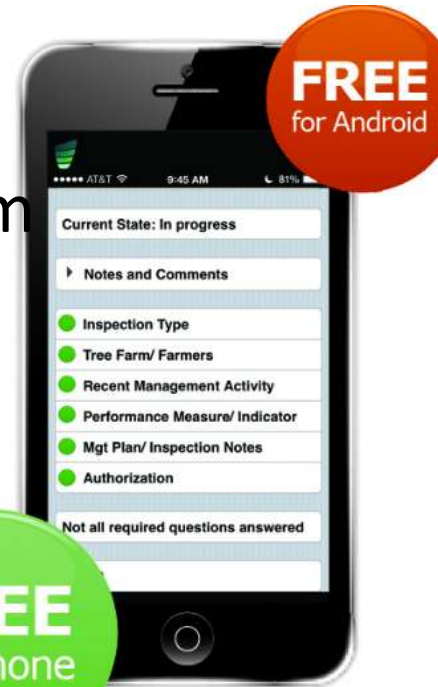 FREE
for Android
m
AT&T 9:45 AM 81%
Current State: In progress
Notes and Comments
Inspection Type
Tree Farm/ Farmers
Recent Management Activity
Performance Measure/ Indicator
Mgt Plan/ Inspection Notes
Authorization
Not all required questions answered
EE
hone